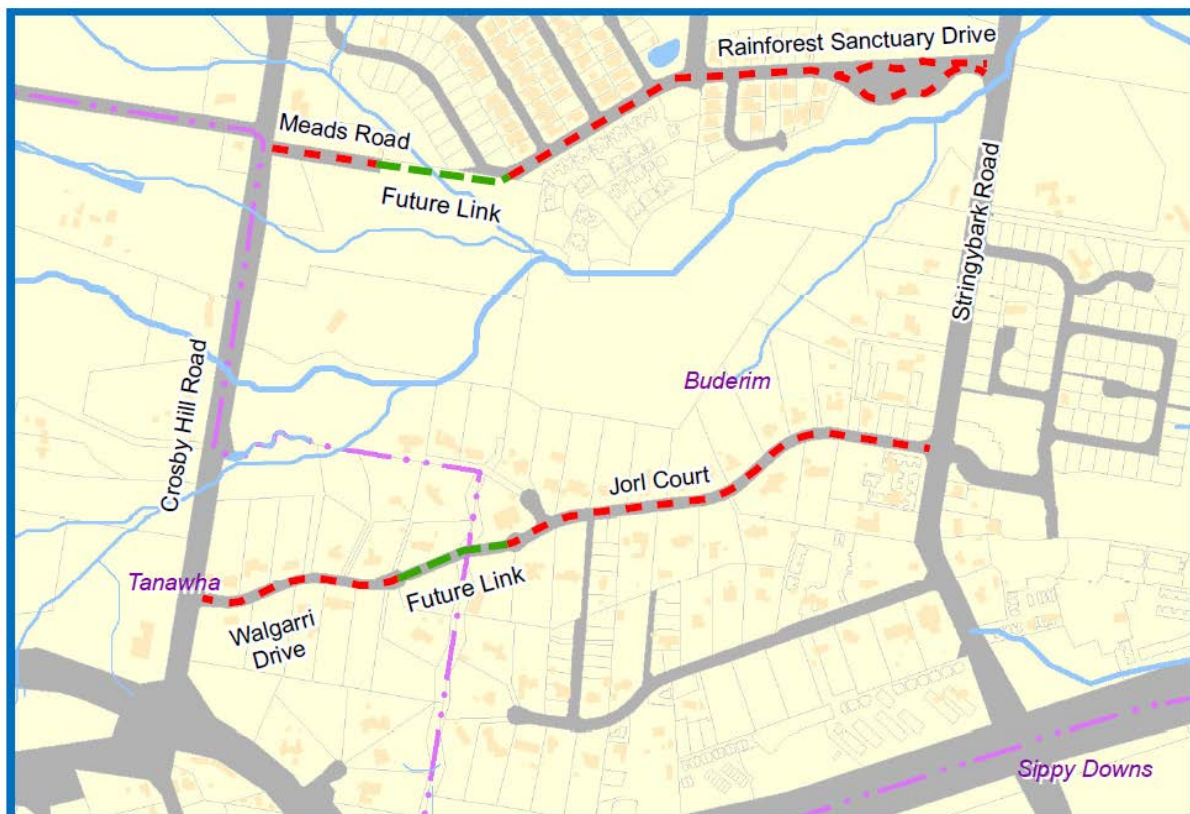 Rainforest Sanctuary Drive
Meads Road
Future Link
Stringybark Road
Crosby Hill Road
Buderim
Jorl Court
Tanawha
Future Link
Walgarri
Drive
Sippy Downs